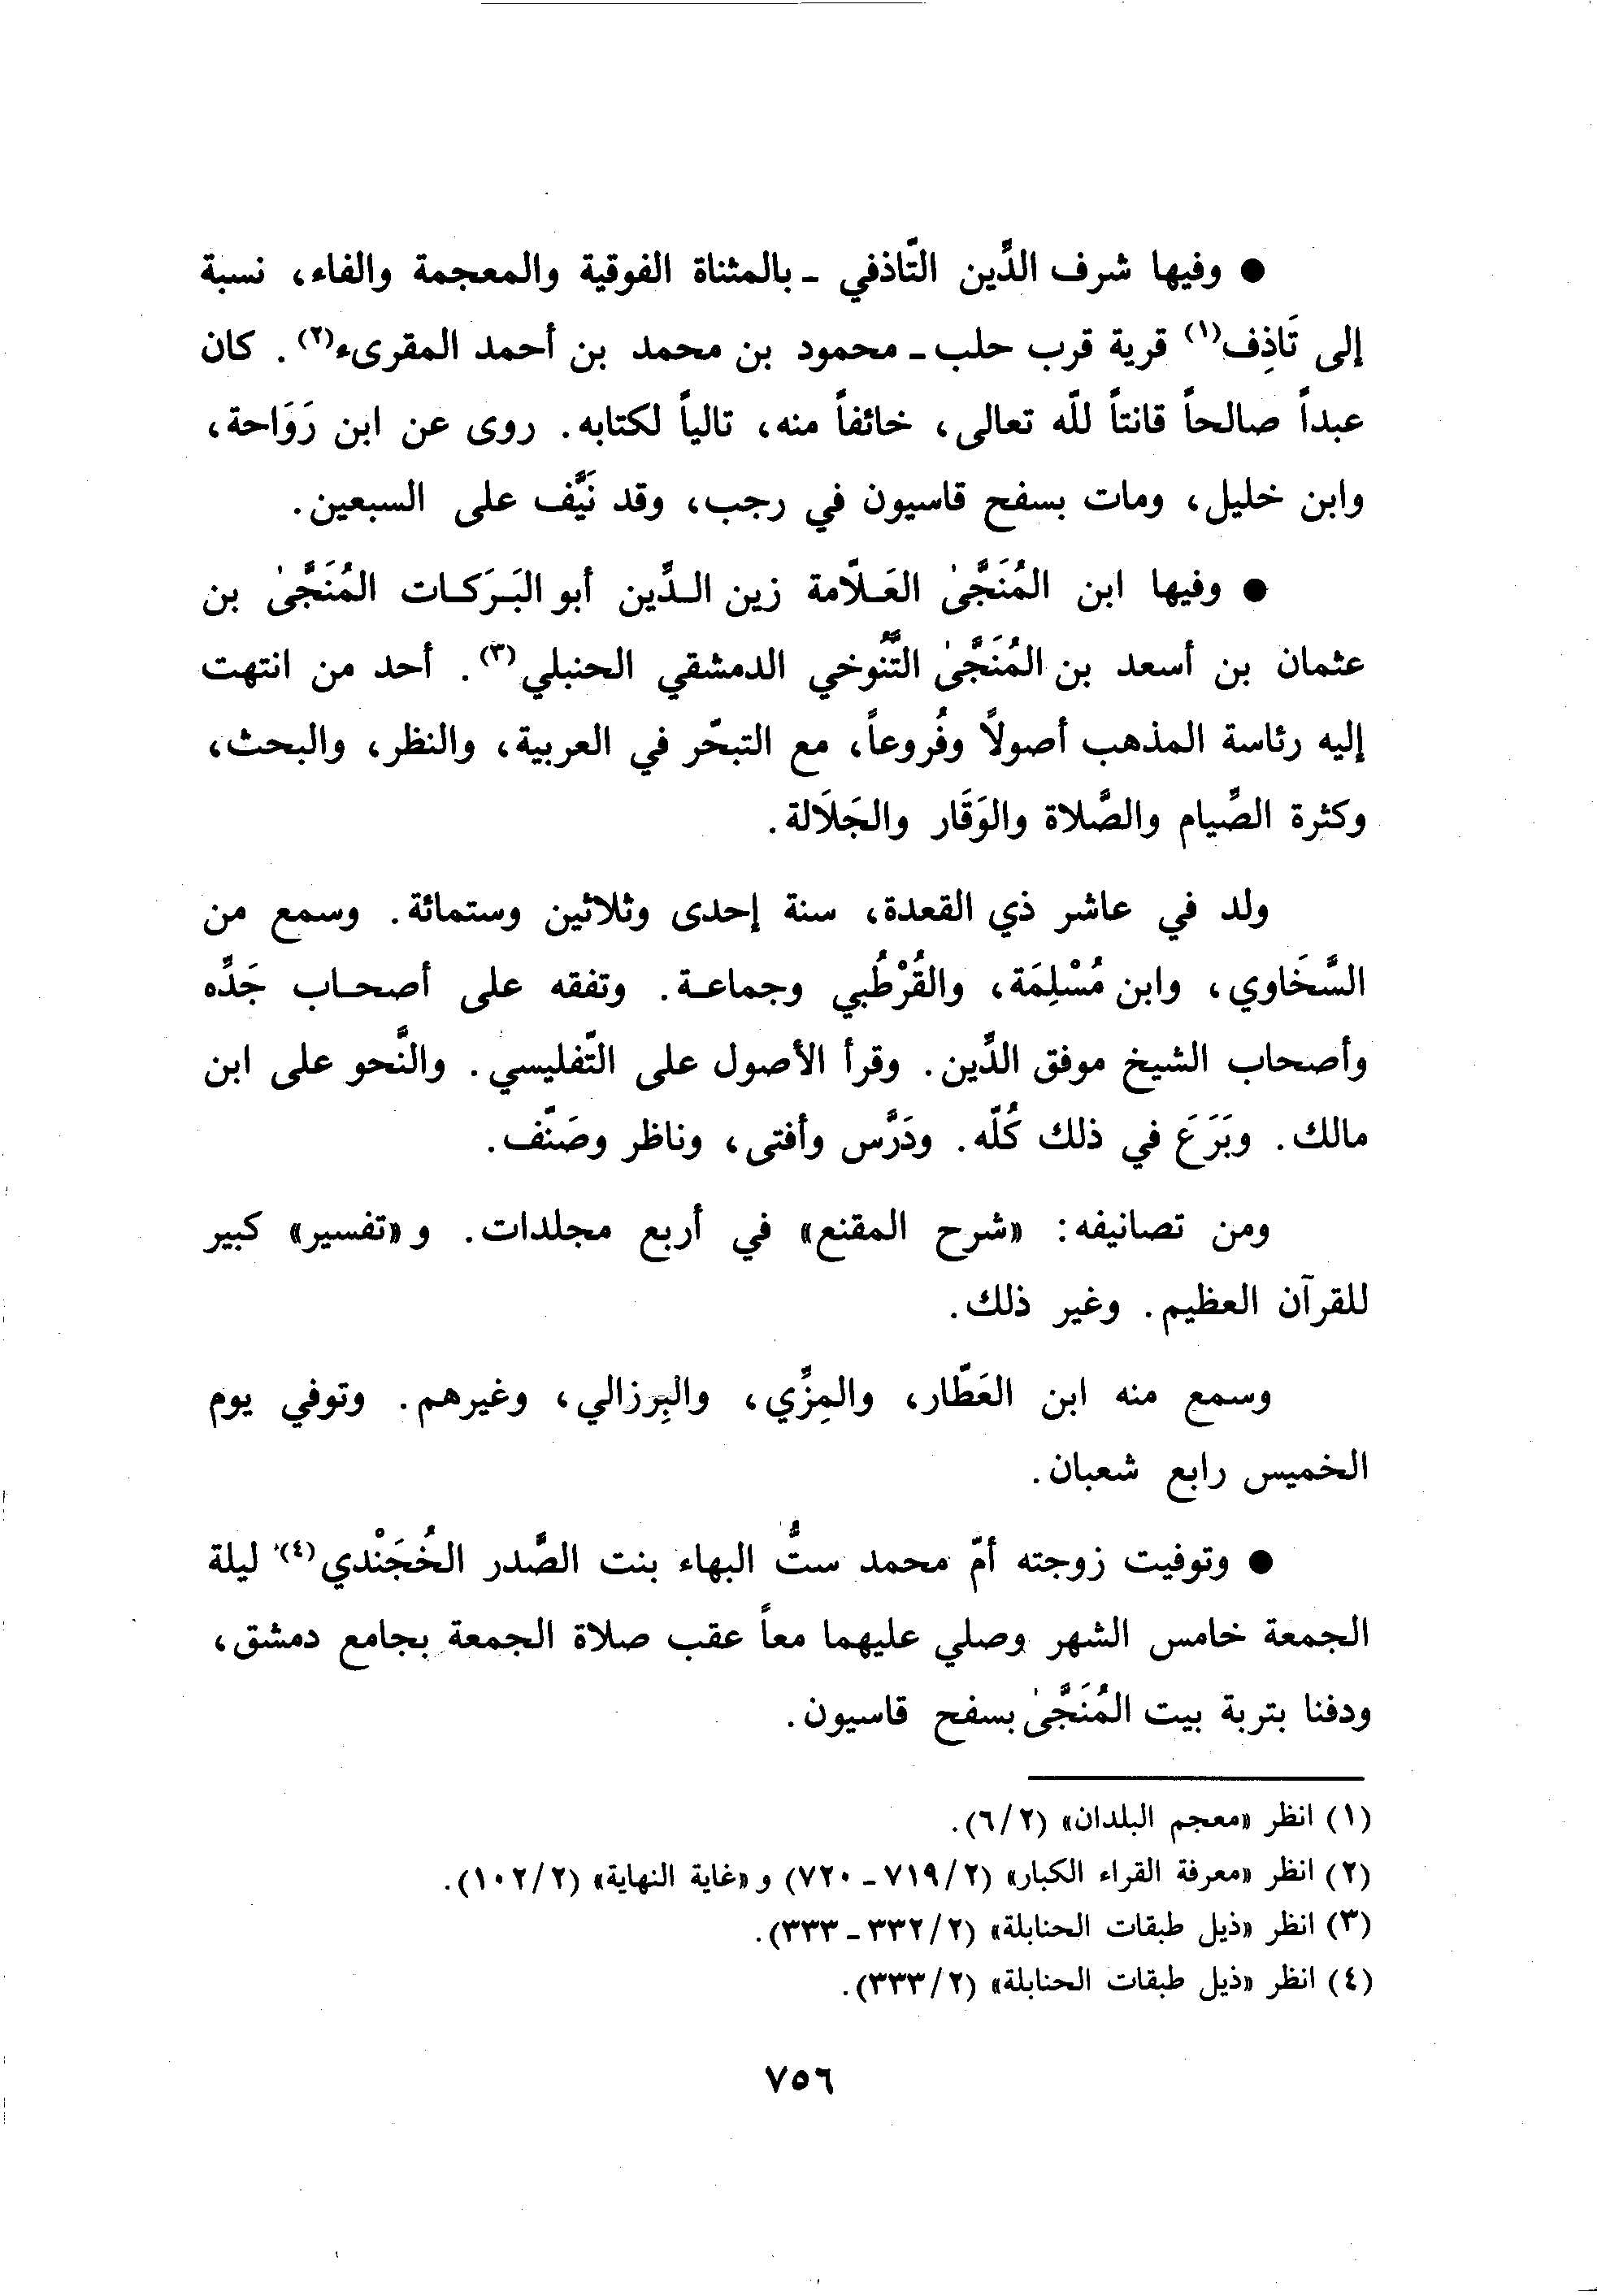 ● وفيها شرف الدِّين التّاذفي ـ بالمثناة الفوقية والمعجمة والفاء، نسبة
إلى تَاذِف(١) قرية قرب حلب ـ محمود بن محمد بن أحمد المقرىء(٢). كان
عبداً صالحاً قانتاً للّه تعالى، خائفاً منه، تالياً لكتابه. روى عن ابن رَوَاحة،
وابن خليل، ومات بسفح قاسيون في رجب، وقد نَيَّف على السبعين.
● وفيها ابن المُنَجَّىٰ العَلّامة زين الدِّين أبو البَرَكات المُنَجَّىٰ بن
عثمان بن أسعد بن المُنَجَّىٰ التَّنُوخي الدمشقي الحنبلي(٣). أحد من انتهت
إليه رئاسة المذهب أصولاً وفُروعاً، مع التبحّر في العربية، والنظر، والبحث،
وكثرة الصِّيام والصَّلاة والوَقَار والجَلَالة.
ولد في عاشر ذي القعدة، سنة إحدى وثلاثين وستمائة. وسمع من
السَّخَاوي، وابن مُسْلِمَة، والقُرْطُبي وجماعة. وتفقه على أصحاب جَدِّه
وأصحاب الشيخ موفق الدِّين. وقرأ الأصول على التّفليسي. والنَّحو على ابن
مالك. وبَرَعَ في ذلك كُلّه. ودَرَّس وأفتى، وناظر وصَنّف.
ومن تصانيفه: «شرح المقنع» في أربع مجلدات. و«تفسير» كبير
للقرآن العظيم. وغير ذلك.
وسمع منه ابن العَطّار، والمِزِّي، والبِرزالي، وغيرهم. وتوفي يوم
الخميس رابع شعبان.
● وتوفيت زوجته أمّ محمد ستُّ البهاء بنت الصَّدر الخُجَنْدي(٤) ليلة
الجمعة خامس الشهر وصلي عليهما معاً عقب صلاة الجمعة بجامع دمشق،
ودفنا بتربة بيت المُنَجَّىٰ بسفح قاسيون.
(١) انظر «معجم البلدان» (٦/٢).
(٢) انظر «معرفة القراء الكبار» (٧١٩/٢ ـ ٧٢٠) و«غاية النهاية» (١٠٢/٢).
(٣) انظر «ذيل طبقات الحنابلة» (٣٣٢/٢ ـ ٣٣٣).
(٤) انظر «ذيل طبقات الحنابلة» (٣٣٣/٢).
٧٥٦